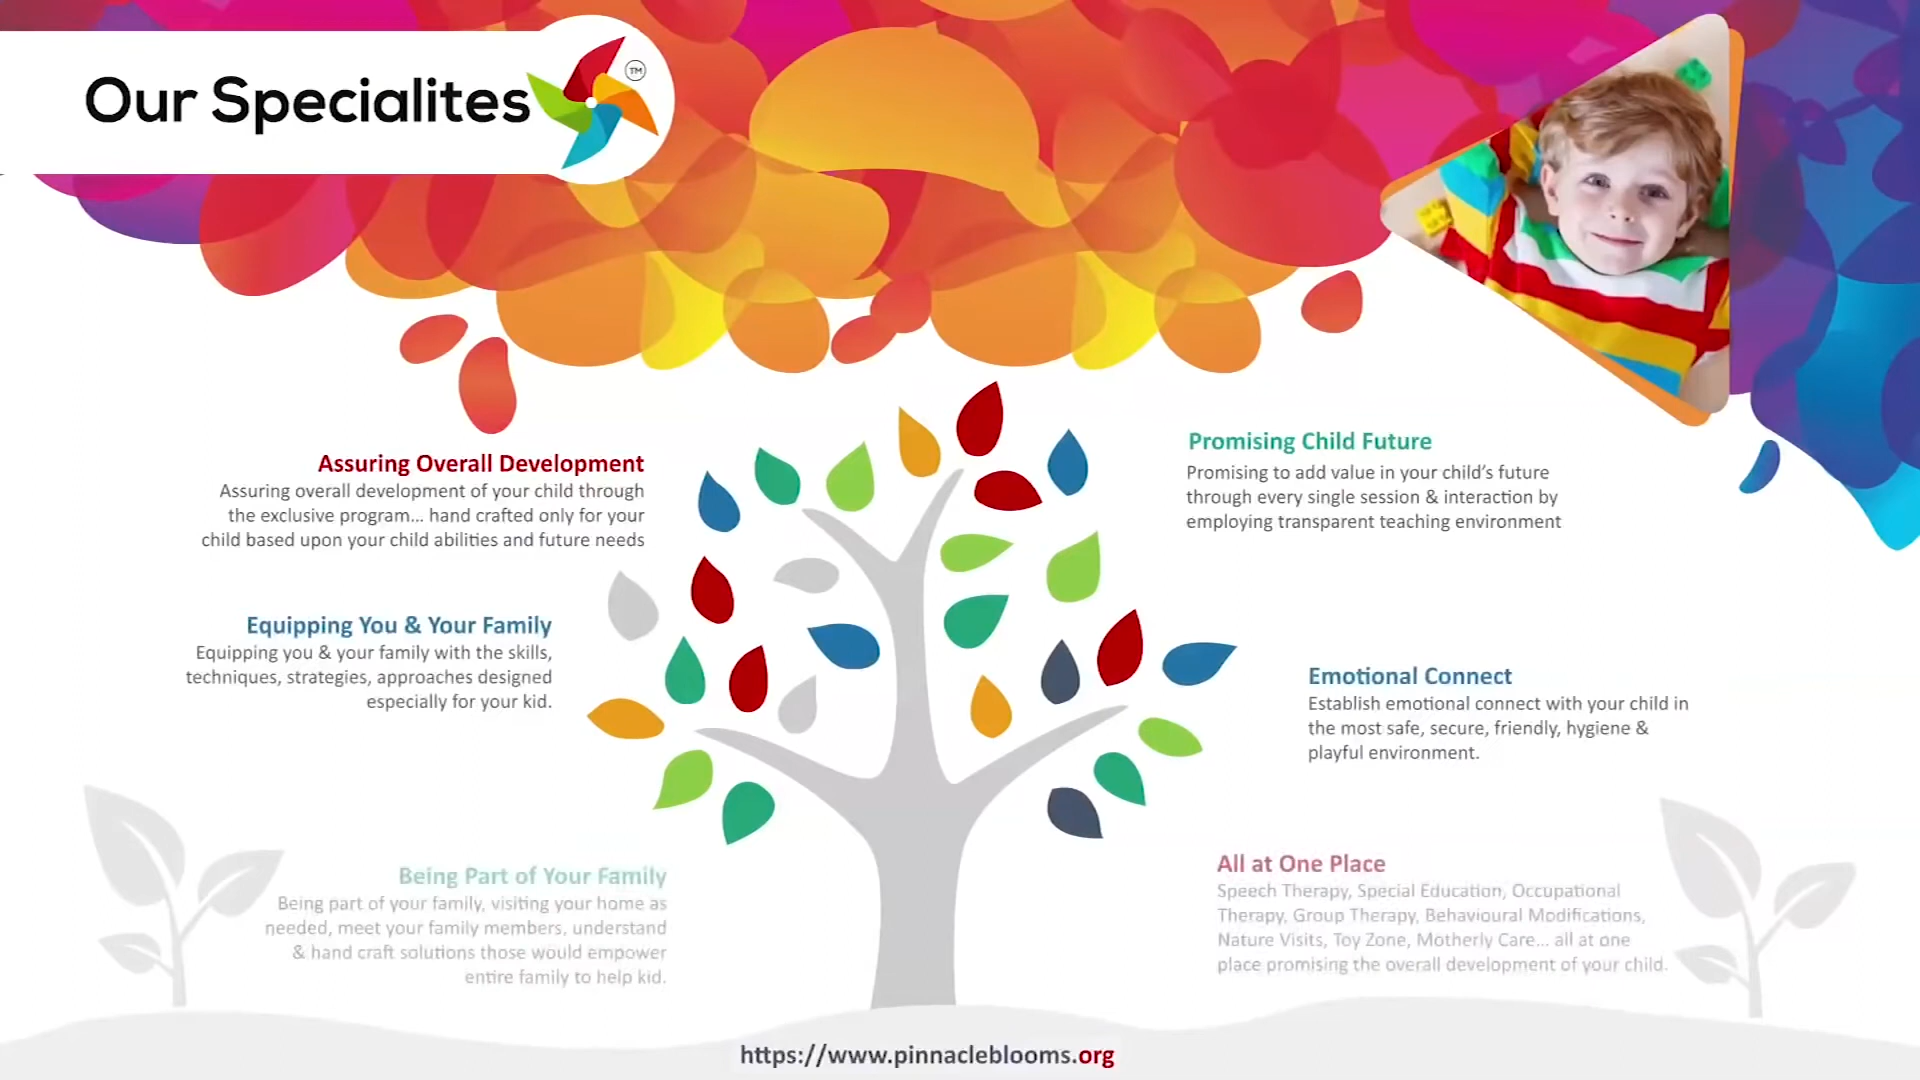 Our Specialites
TM
Assuring Overall Development
Assuring overall development of your child through
the exclusive program... hand crafted only for your
child based upon your child abilities and future needs
Equipping You & Your Family
Equipping you & your family with the skills,
techniques, strategies, approaches designed
especially for your kid.
Being Part of Your Family
Being part of your family, visiting your home as
needed, meet your family members, understand
& hand craft solutions those would empower
entire family to help kid.
Promising Child Future
Promising to add value in your child's future
through every single session & interaction by
employing transparent teaching environment
Emotional Connect
Establish emotional connect with your child in
the most safe, secure, friendly, hygiene &
playful environment.
All at One Place
Speech Therapy, Special Education, Occupational
Therapy, Group Therapy, Behavioural Modifications,
Nature Visits, Toy Zone, Motherly Care... all at one
place promising the overall development of your child.
https://www.pinnacleblooms.org